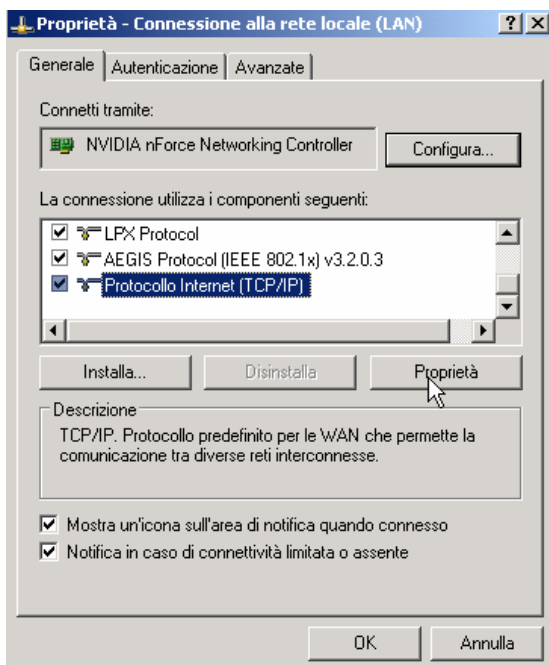 Proprietà - Connessione alla rete locale (LAN)
Generale Autenticazione Avanzate
Connetti tramite:
NVIDIA nForce Networking Controller Configura...
La connessione utilizza i componenti seguenti:
LPX Protocol
AEGIS Protocol (IEEE 802.1x) v3.2.0.3
Protocollo Internet (TCP/IP)
Installa... Disinstalla Proprietà
Descrizione
TCP/IP. Protocollo predefinito per le WAN che permette la
comunicazione tra diverse reti interconnesse.
Mostra un'icona sull'area di notifica quando connesso
Notifica in caso di connettività limitata o assente
OK Annulla